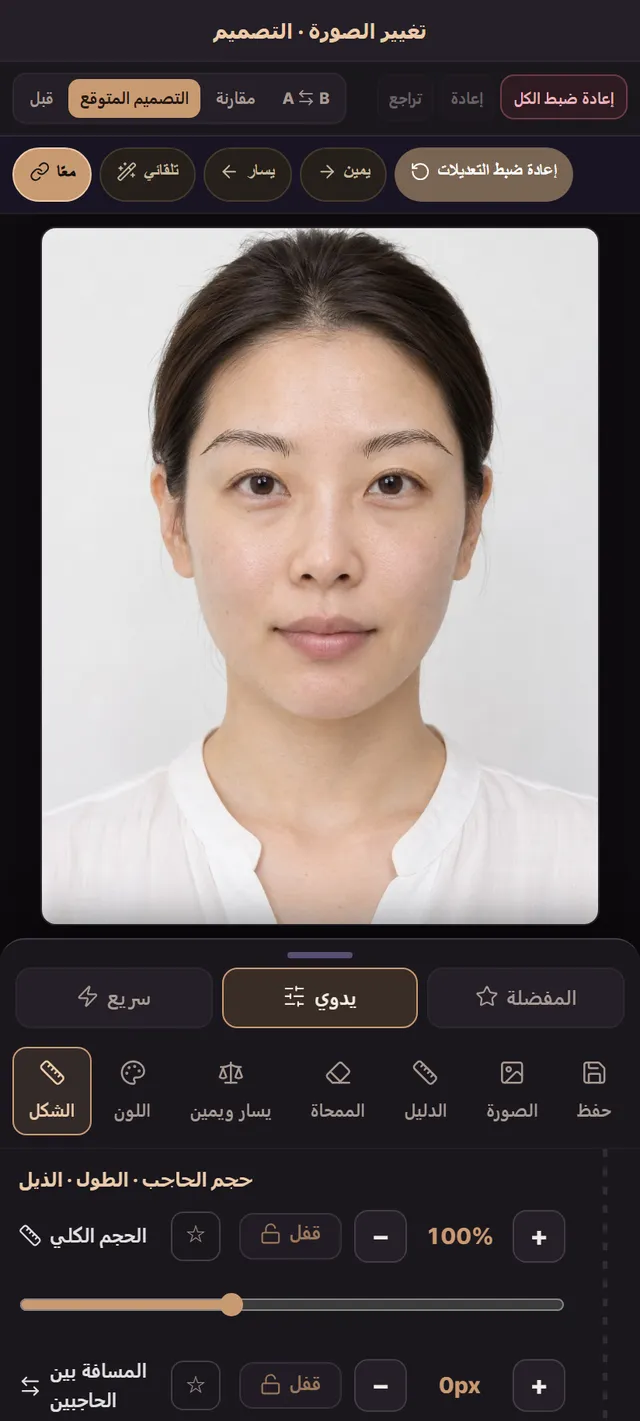 تغيير الصورة · التصميم
قبل
التصميم المتوقع
مقارنة
A ⇆ B
تراجع
إعادة
إعادة ضبط الكل
معًا
تلقائي
يسار ←
يمين →
إعادة ضبط التعديلات
سريع
يدوي
المفضلة
الشكل
اللون
يسار ويمين
الممحاة
الدليل
الصورة
حفظ
حجم الحاجب · الطول · الذيل
الحجم الكلي
☆
قفل
−
100%
+
المسافة بين
الحاجبين
☆
قفل
−
0px
+